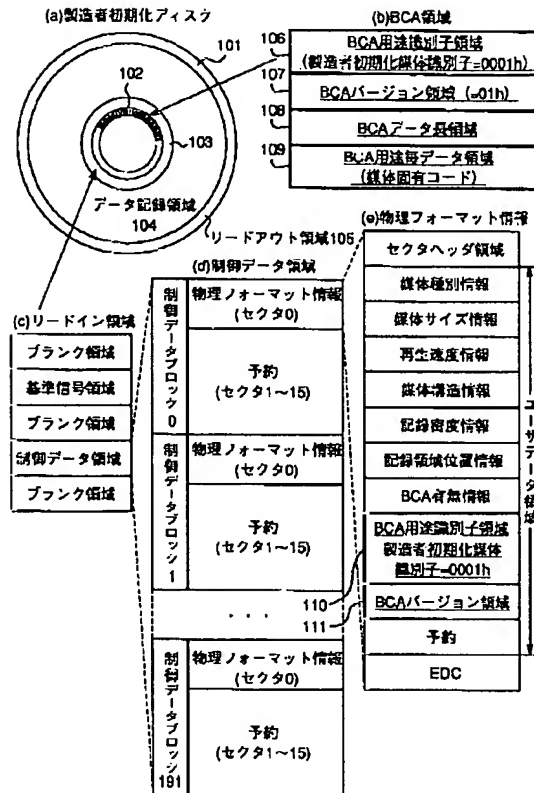 (a)製造者初期化ディスク
101
102
103
データ記録領域
104
リードアウト領域105
(b)BCA領域
106
BCA用途識別子領域
(製造者初期化媒体識別子=0001h)
107
BCAバージョン領域 (=01h)
108
BCAデータ長領域
109
BCA用途毎データ領域
(媒体固有コード)
(c)リードイン領域
ブランク領域
基準信号領域
ブランク領域
制御データ領域
ブランク領域
(d)制御データ領域
制御データブロック0
物理フォーマット情報
(セクタ0)
予約
(セクタ1~15)
制御データブロック1
物理フォーマット情報
(セクタ0)
予約
(セクタ1~15)
・・・
制御データブロック191
物理フォーマット情報
(セクタ0)
予約
(セクタ1~15)
(e)物理フォーマット情報
セクタヘッダ領域
媒体種別情報
媒体サイズ情報
再生速度情報
媒体構造情報
記録密度情報
記録領域位置情報
BCA有無情報
BCA用途識別子領域
製造者初期化媒体
識別子=0001h
110
BCAバージョン領域
111
予約
EDC
ユーザデータ領域